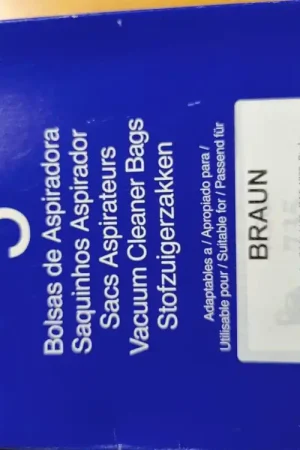 Bolsas de Aspiradora
Saquinhos Aspirador
Sacs Aspirateurs
Vacuum Cleaner Bags
Stofzuigerzakken
Adaptables a / Apropiado para /
Utilisable pour / Suitable for / Passend für
BRAUN